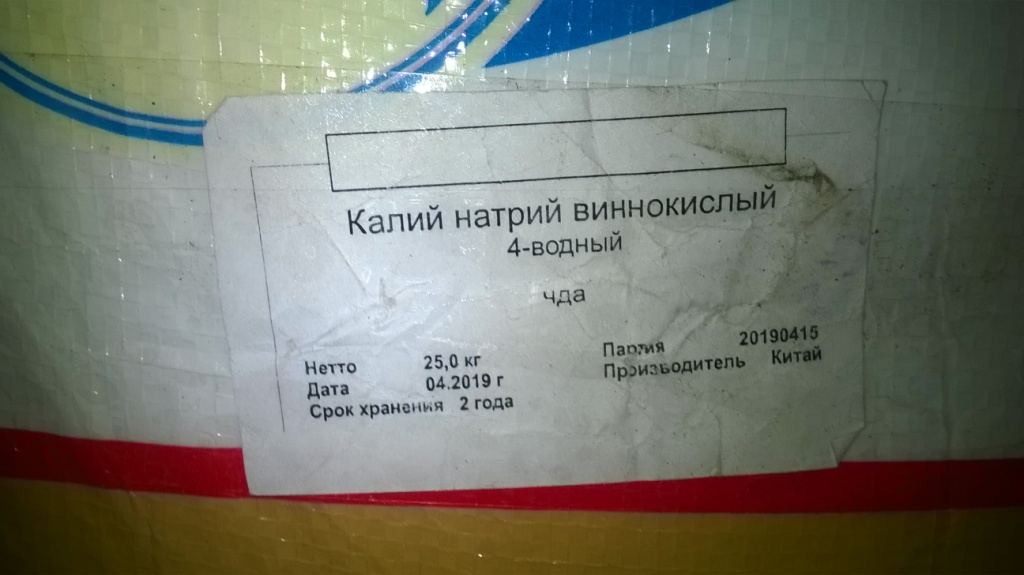 Калий натрий виннокислый
4-водный
чда
Нетто 25,0 кг
Дата 04.2019 г
Срок хранения 2 года
Партия 20190415
Производитель Китай